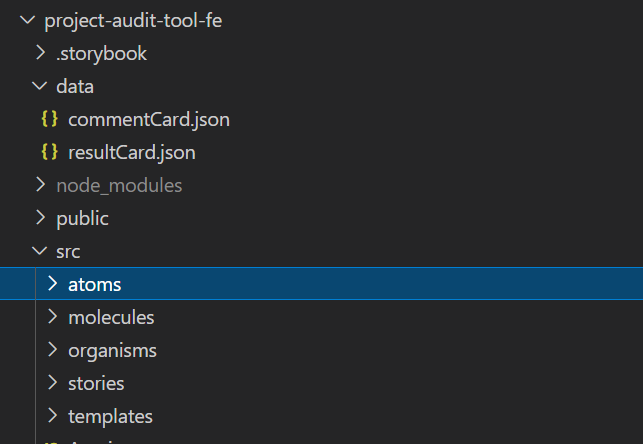 project-audit-tool-fe
.storybook
data
{} commentCard.json
{} resultCard.json
node_modules
public
src
atoms
molecules
organisms
stories
templates